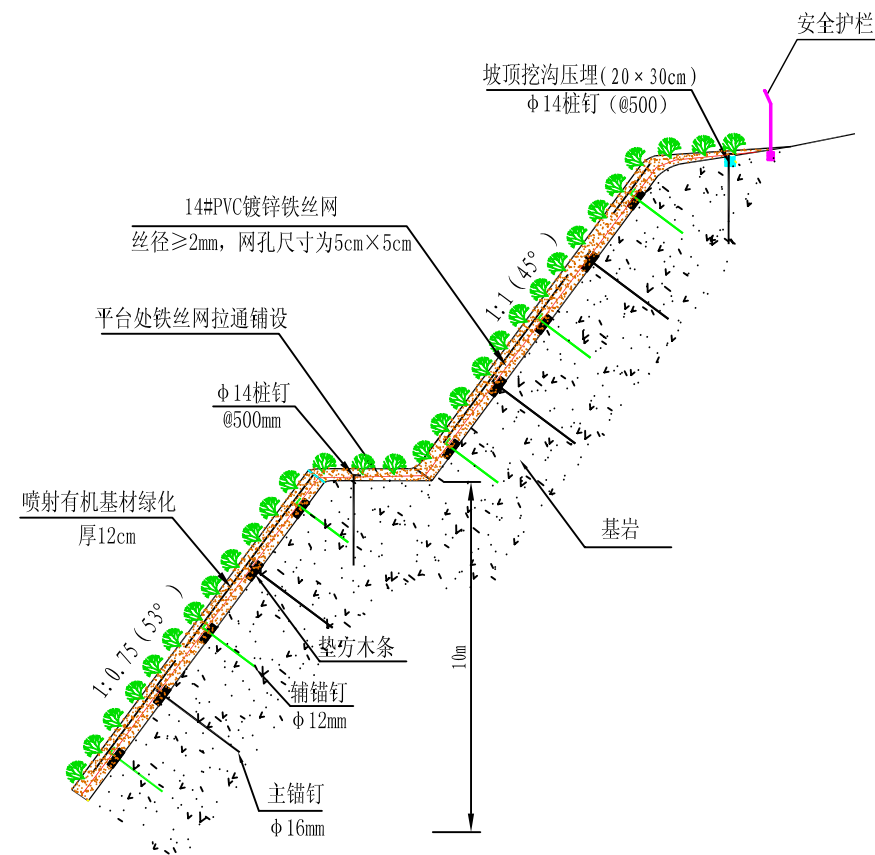 安全护栏
坡顶挖沟压埋(20×30cm)
φ14桩钉（@500）
14#PVC镀锌铁丝网
丝径≥2mm，网孔尺寸为5cm×5cm
1:1(45°)
平台处铁丝网拉通铺设
φ14桩钉
@500mm
喷射有机基材绿化
厚12cm
基岩
1:0.75(53°)
垫方木条
10m
辅锚钉
φ12mm
主锚钉
φ16mm